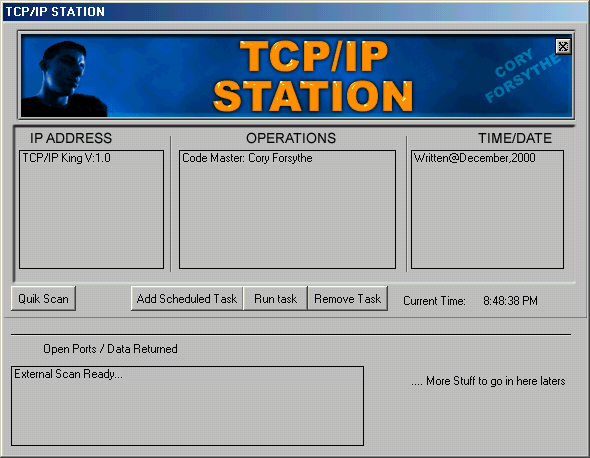 TCP/IP STATION
TCP/IP
STATION
CORY
FORSYTHE
IP ADDRESS
OPERATIONS
TIME/DATE
TCP/IP King V:1.0
Code Master: Cory Forsythe
Written@December,2000
Quik Scan
Add Scheduled Task
Run task
Remove Task
Current Time:
8:48:38 PM
Open Ports / Data Returned
External Scan Ready...
.... More Stuff to go in here laters